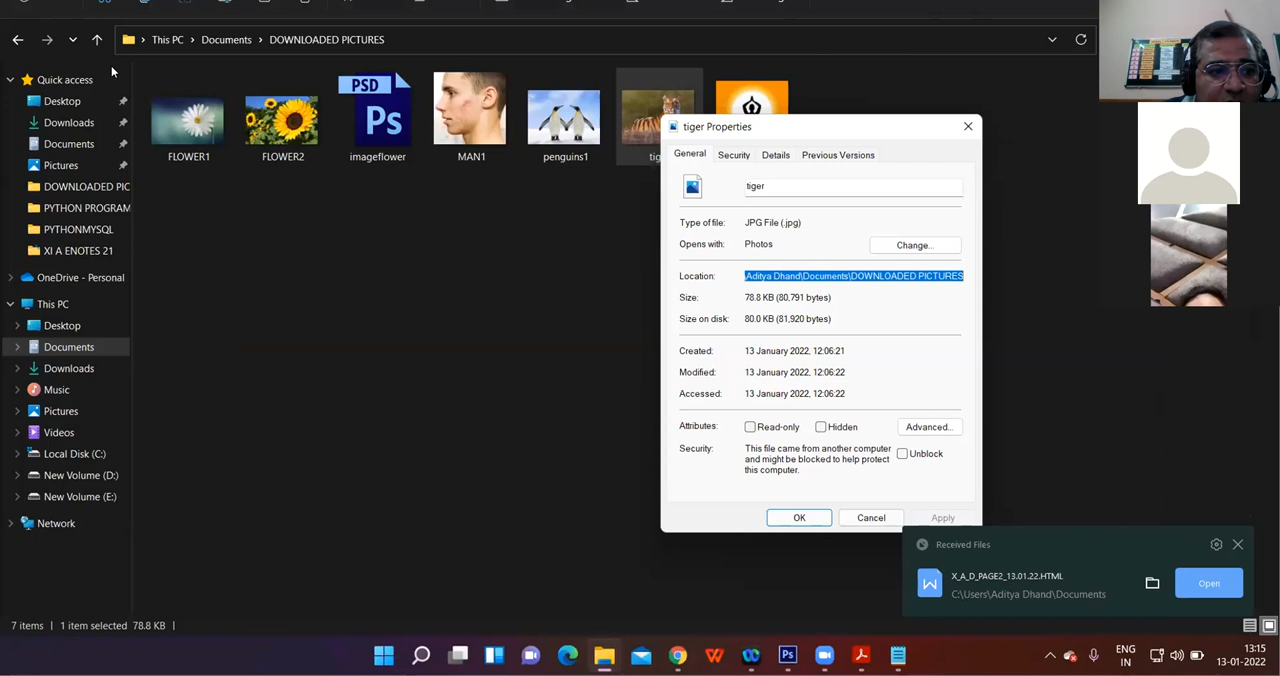 This PC > Documents > DOWNLOADED PICTURES
Quick access
Desktop
Downloads
Documents
Pictures
DOWNLOADED PIC
PYTHON PROGRAM
PYTHONMYSQL
XI A ENOTES 21
OneDrive - Personal
This PC
Desktop
Documents
Downloads
Music
Pictures
Videos
Local Disk (C:)
New Volume (D:)
New Volume (E:)
Network
PSD
Ps
FLOWER1
FLOWER2
imageflower
MAN1
penguins1
tig
tiger Properties
General
Security
Details
Previous Versions
tiger
Type of file: JPG File (.jpg)
Opens with: Photos
Change...
Location: \Aditya Dhand\Documents\DOWNLOADED PICTURES
Size: 78.8 KB (80,791 bytes)
Size on disk: 80.0 KB (81,920 bytes)
Created: 13 January 2022, 12:06:21
Modified: 13 January 2022, 12:06:22
Accessed: 13 January 2022, 12:06:22
Attributes: Read-only Hidden Advanced...
Security: This file came from another computer
and might be blocked to help protect
this computer.
Unblock
OK
Cancel
Apply
Received Files
X_A_D_PAGE2_13.01.22.HTML
C:\Users\Aditya Dhand\Documents
Open
7 items
1 item selected 78.8 KB
Ps
ENG
IN
13:15
13-01-2022